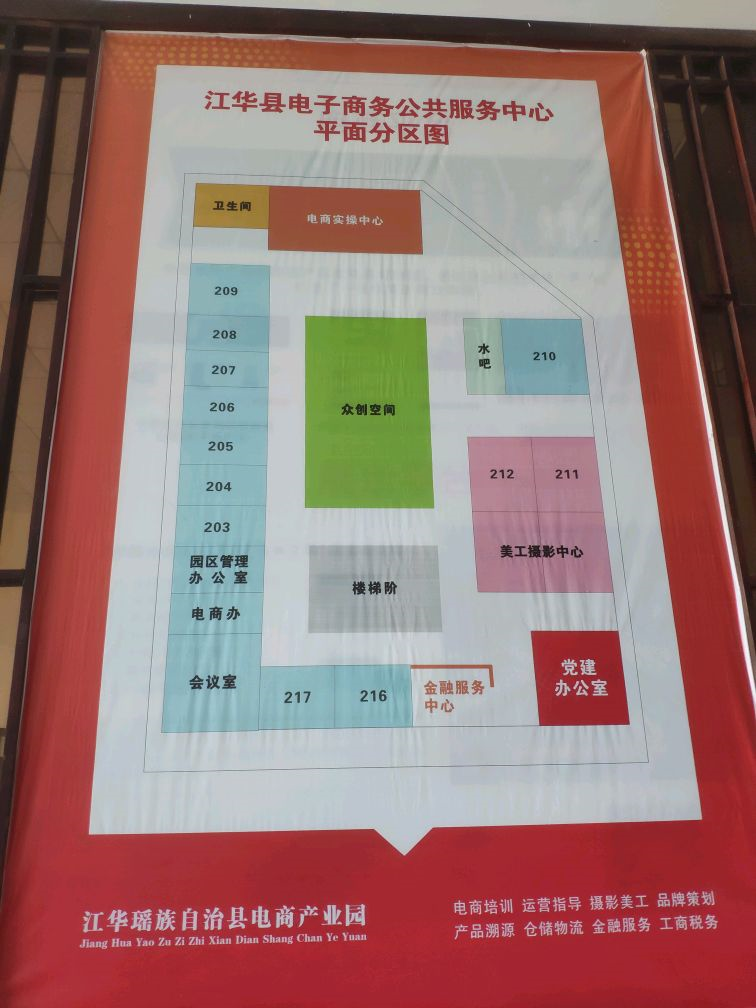 江华县电子商务公共服务中心
平面分区图
卫生间
电商实操中心
209
208
207
206
205
204
203
园区管理
办公室
电商办
会议室
217
216
众创空间
楼梯阶
水
吧
210
212
211
美工摄影中心
金融服务
中心
党建
办公室
江华瑶族自治县电商产业园
Jiang Hua Yao Zu Zi Zhi Xian Dian Shang Chan Ye Yuan
电商培训 运营指导 摄影美工 品牌策划
产品溯源 仓储物流 金融服务 工商税务